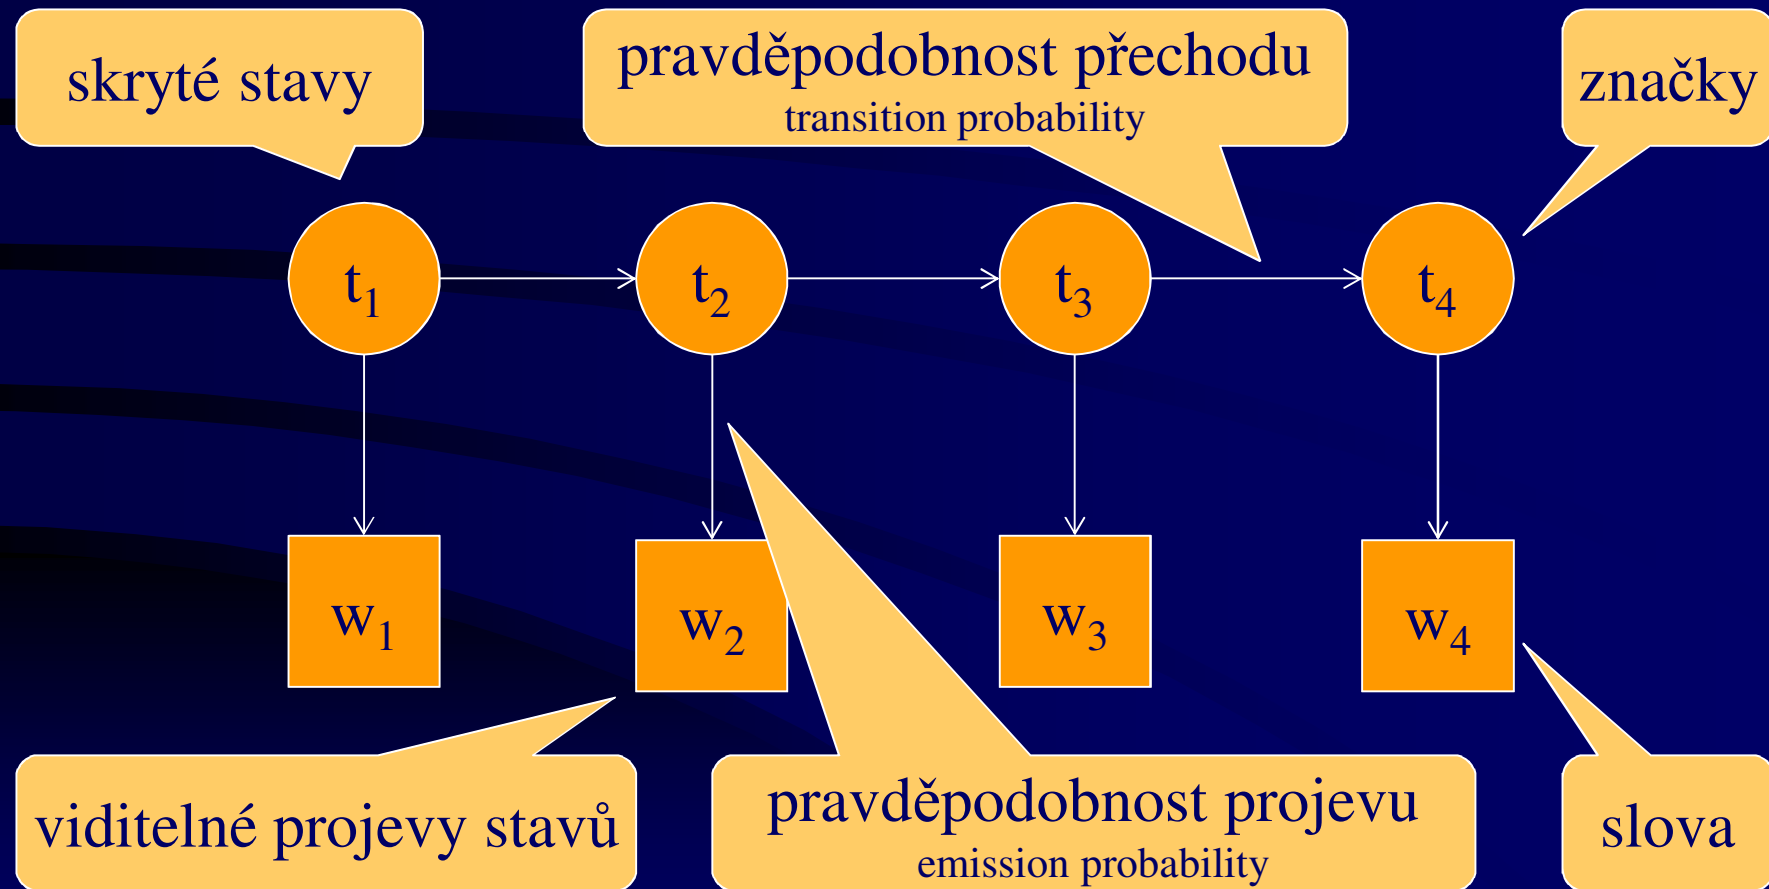 skryté stavy
pravděpodobnost přechodu
transition probability
značky
t₁
t₂
t₃
t₄
w₁
w₂
w₃
w₄
viditelné projevy stavů
pravděpodobnost projevu
emission probability
slova